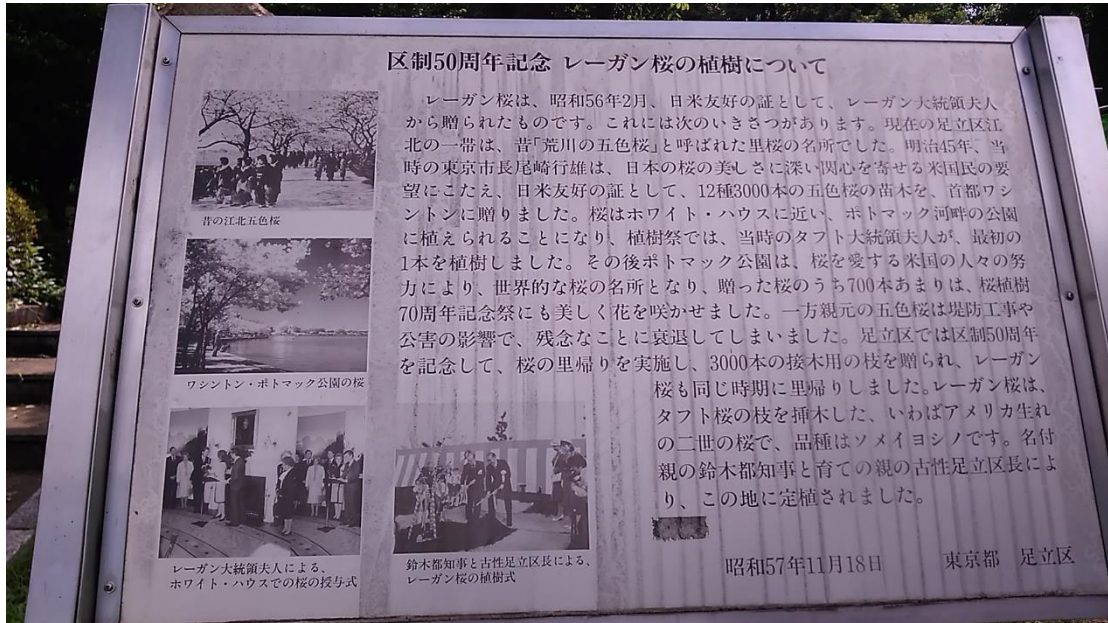 区制50周年記念 レーガン桜の植樹について
レーガン桜は、昭和56年2月、日米友好の証として、レーガン大統領夫人
から贈られたものです。これには次のいきさつがあります。現在の足立区江
北の一帯は、昔「荒川の五色桜」と呼ばれた里桜の名所でした。明治45年、当
時の東京市長尾崎行雄は、日本の桜の美しさに深い関心を寄せる米国民の要
望にこたえ、日米友好の証として、12種3000本の五色桜の苗木を、首都ワシ
ントンに贈りました。桜はホワイト・ハウスに近い、ポトマック河畔の公園
に植えられることになり、植樹祭では、当時のタフト大統領夫人が、最初の
1本を植樹しました。その後ポトマック公園は、桜を愛する米国の人々の努
力により、世界的な桜の名所となり、贈った桜のうち700本あまりは、桜植樹
70周年記念祭にも美しく花を咲かせました。一方親元の五色桜は堤防工事や
公害の影響で、残念なことに衰退してしまいました。足立区では区制50周年
を記念して、桜の里帰りを実施し、3000本の接木用の枝を贈られ、レーガン
桜も同じ時期に里帰りしました。レーガン桜は、
タフト桜の枝を挿木した、いわばアメリカ生れ
の二世の桜で、品種はソメイヨシノです。名付
親の鈴木都知事と育ての親の古性足立区長によ
り、この地に定植されました。
昭和57年11月18日 東京都 足立区
昔の江北五色桜
ワシントン・ポトマック公園の桜
レーガン大統領夫人による、
ホワイト・ハウスでの桜の授与式
鈴木都知事と古性足立区長による、
レーガン桜の植樹式